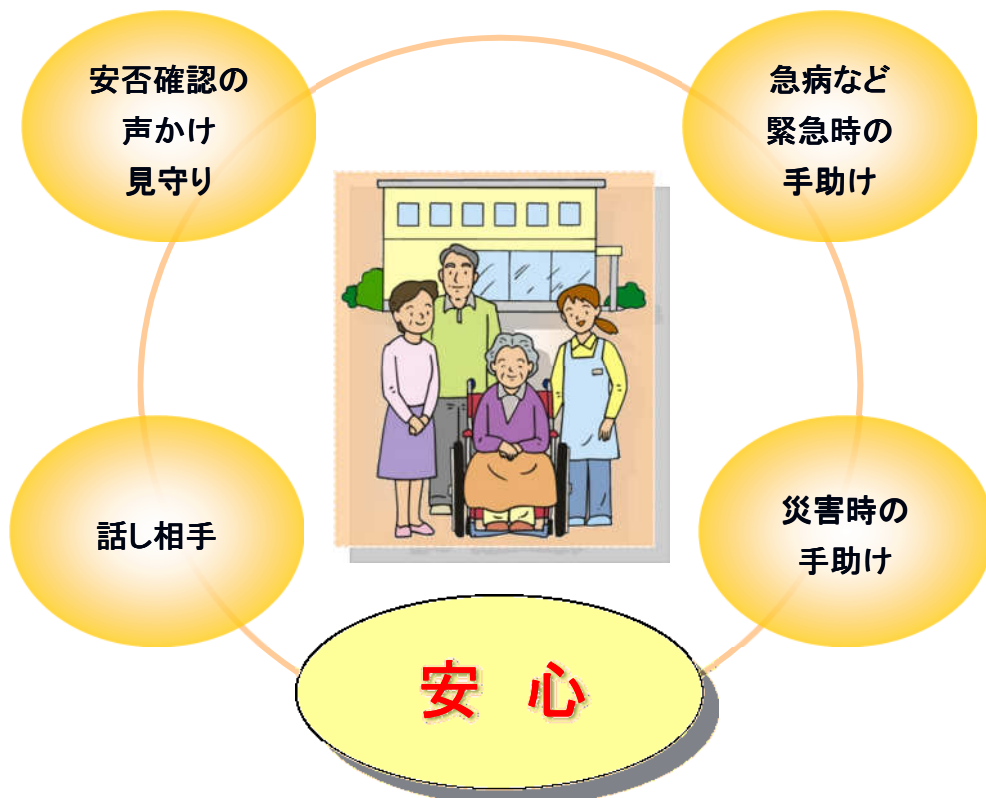 安否確認の
声かけ
見守り
急病など
緊急時の
手助け
話し相手
災害時の
手助け
安 心